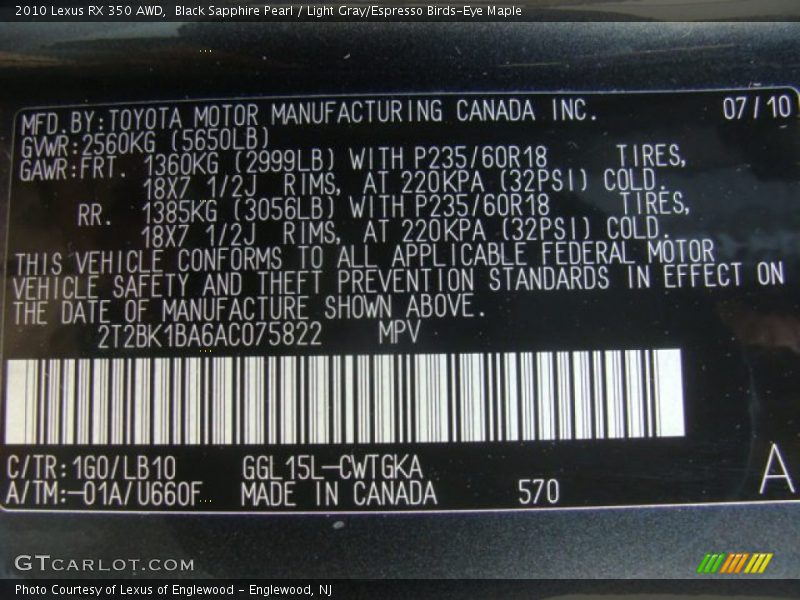 2010 Lexus RX 350 AWD, Black Sapphire Pearl / Light Gray/Espresso Birds-Eye Maple
MFD.BY:TOYOTA MOTOR MANUFACTURING CANADA INC. 07/10
GVWR:2560KG (5650LB)
GAWR:FRT. 1360KG (2999LB) WITH P235/60R18 TIRES,
18X7 1/2J RIMS, AT 220KPA (32PSI) COLD.
RR. 1385KG (3056LB) WITH P235/60R18 TIRES,
18X7 1/2J RIMS, AT 220KPA (32PSI) COLD.
THIS VEHICLE CONFORMS TO ALL APPLICABLE FEDERAL MOTOR
VEHICLE SAFETY AND THEFT PREVENTION STANDARDS IN EFFECT ON
THE DATE OF MANUFACTURE SHOWN ABOVE.
2T2BK1BA6AC075822 MPV
C/TR:1G0/LB10 GGL15L-CWTGKA A
A/TM:-01A/U660F MADE IN CANADA 570
GTCARLOT.COM
Photo Courtesy of Lexus of Englewood - Englewood, NJ